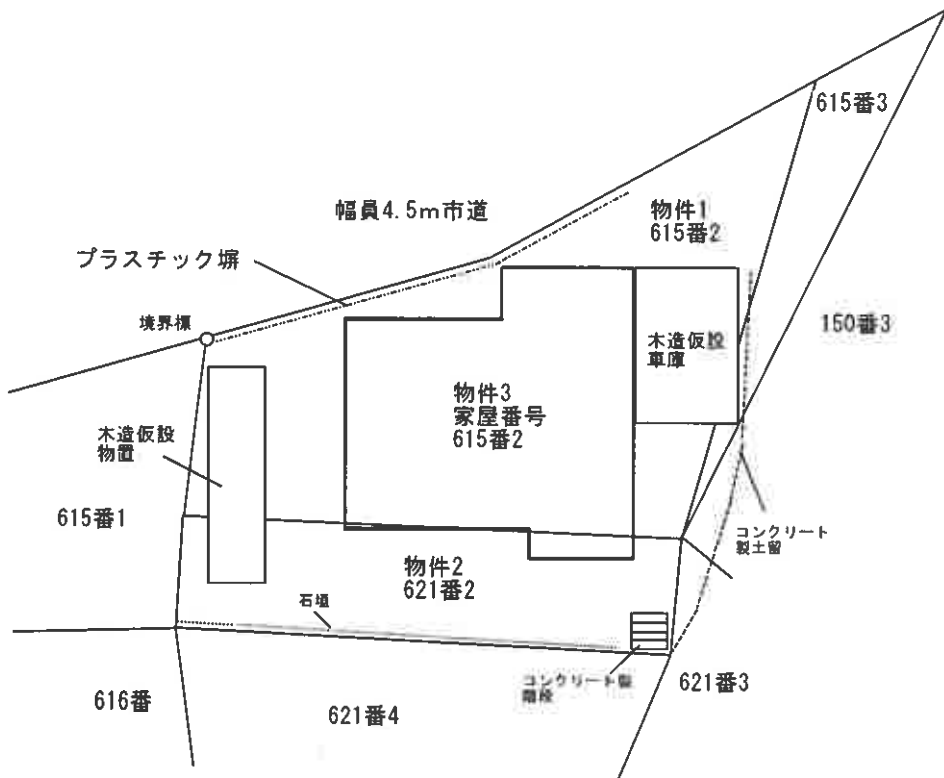 615番3
幅員4.5m市道
物件1
615番2
プラスチック塀
境界標
150番3
木造仮設
車庫
物件3
家屋番号
615番2
木造仮設
物置
615番1
コンクリート
製土留
物件2
621番2
石垣
コンクリート製
階段
621番3
616番
621番4